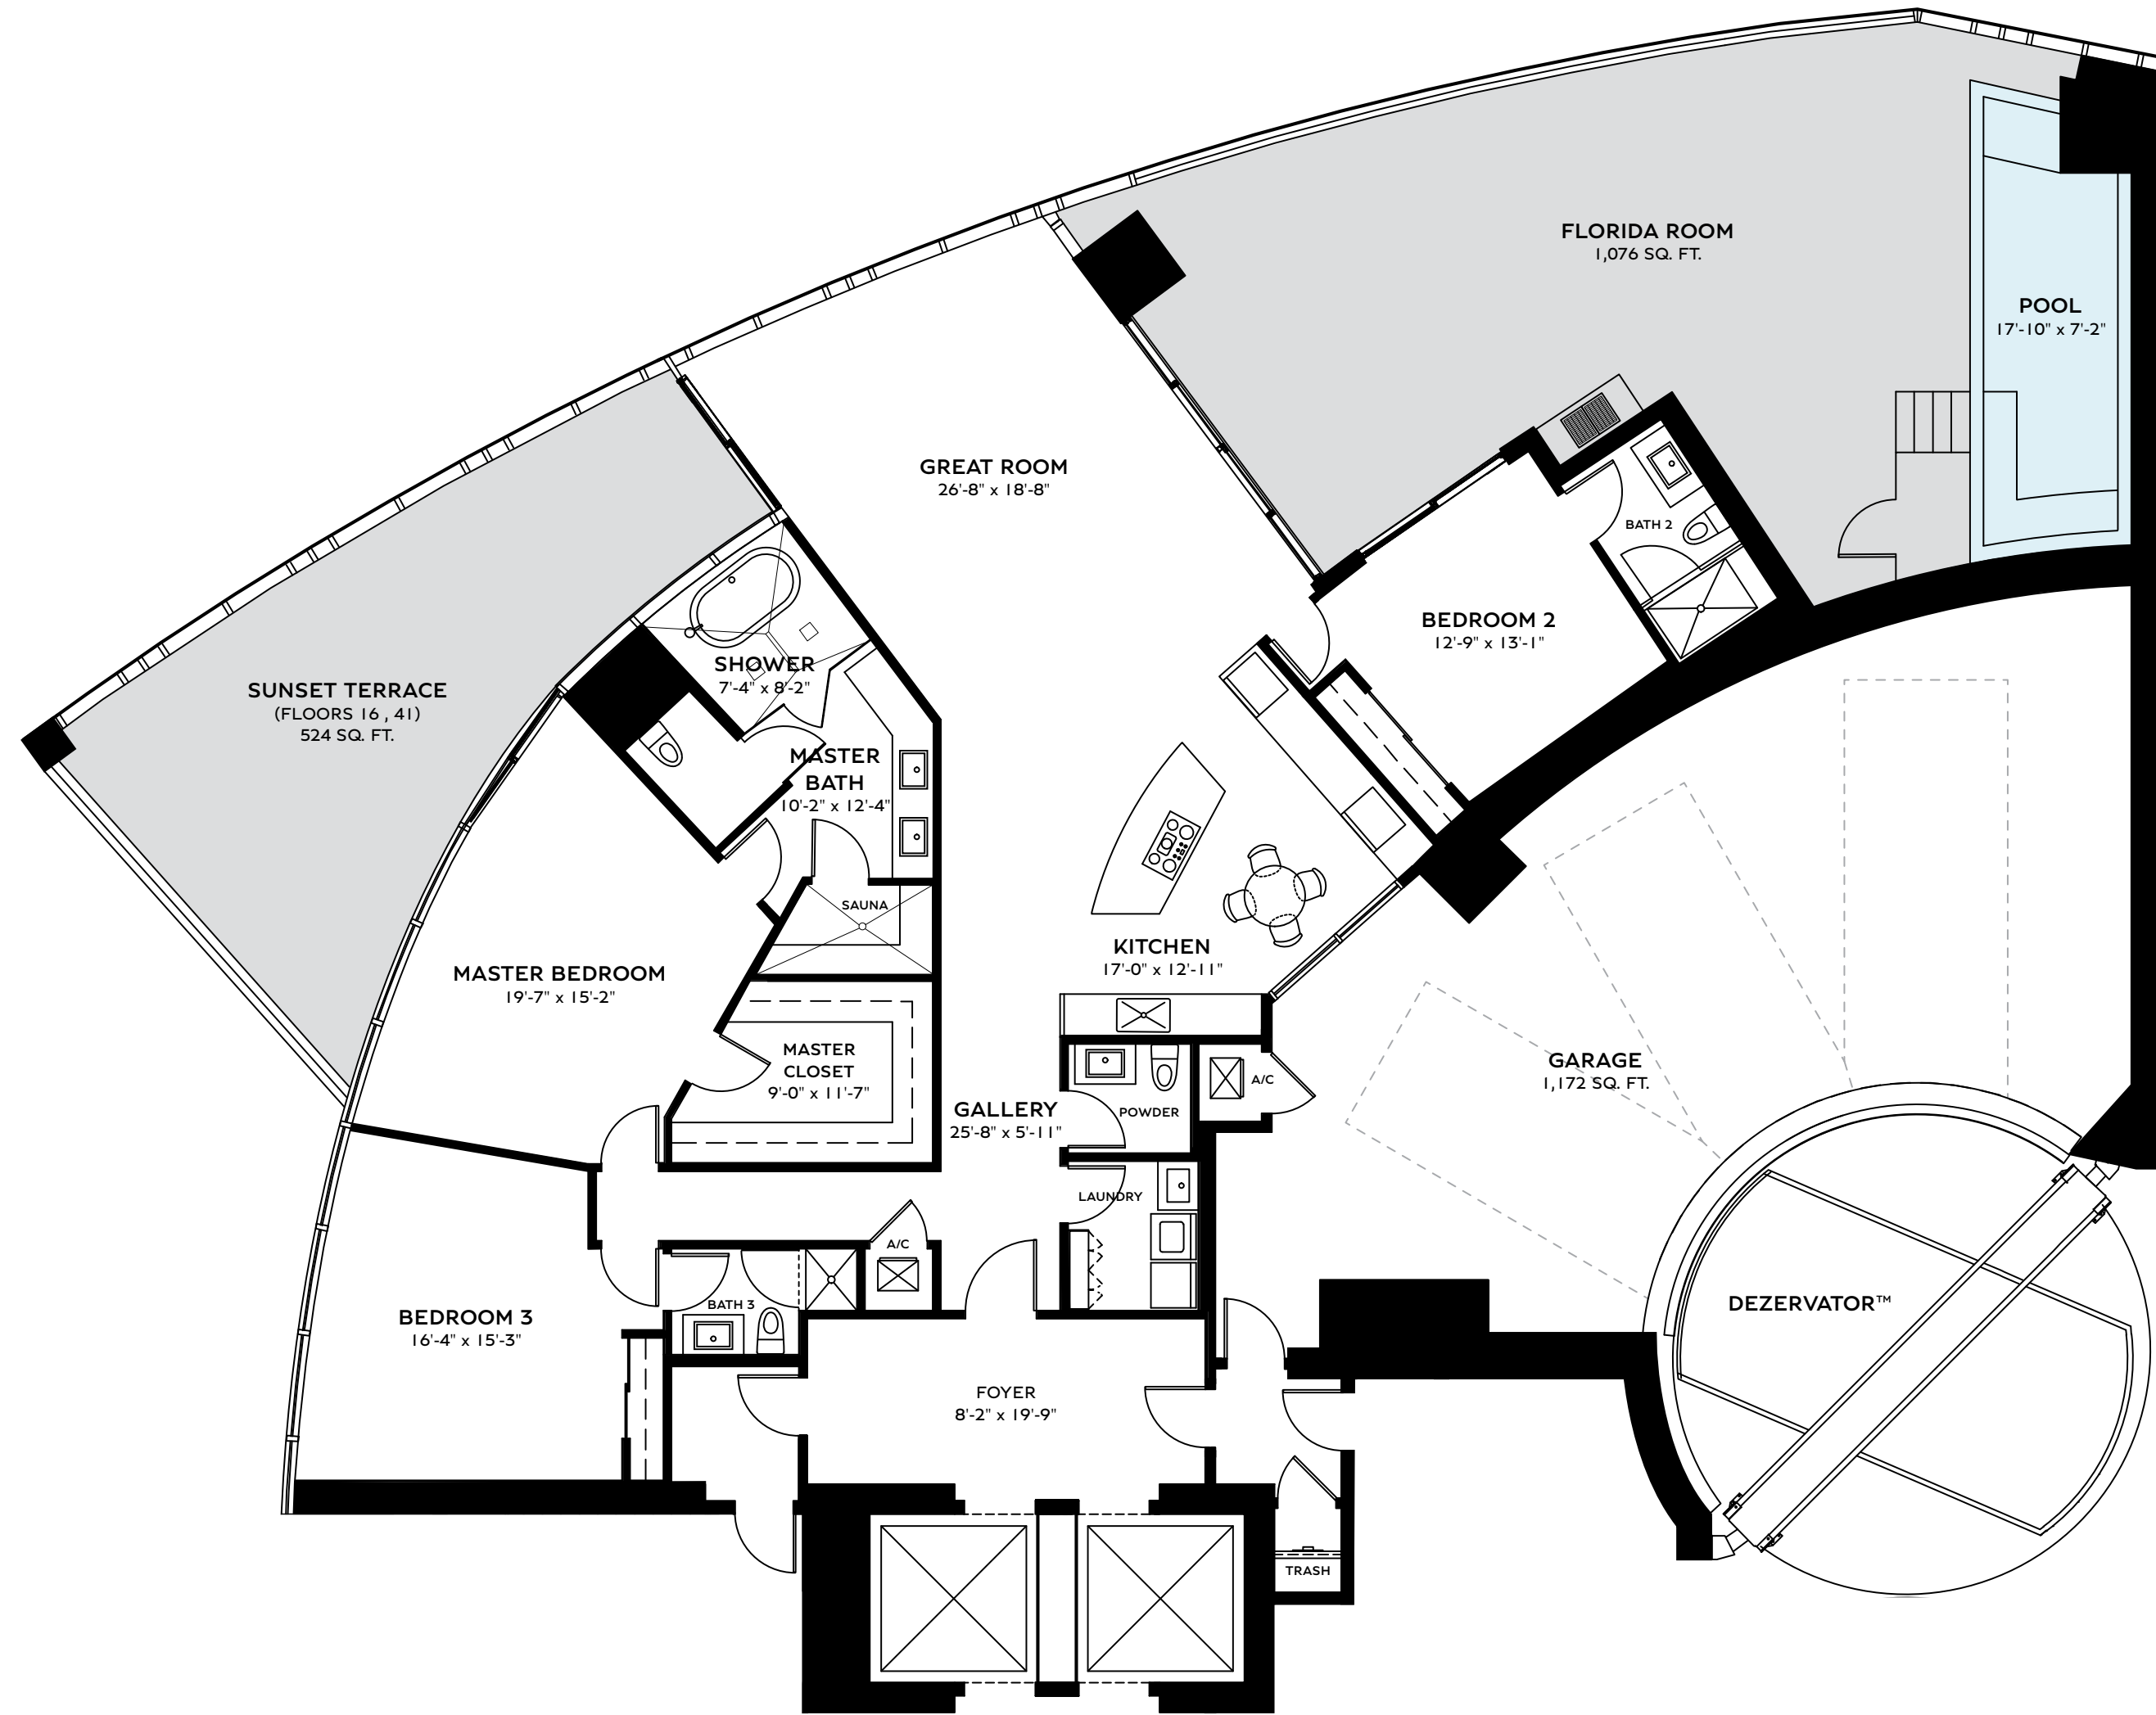 FLORIDA ROOM
1,076 SQ. FT.
POOL
17'-10" x 7'-2"
GREAT ROOM
26'-8" x 18'-8"
BATH 2
BEDROOM 2
12'-9" x 13'-1"
SHOWER
7'-4" x 8'-2"
SUNSET TERRACE
(FLOORS 16 , 41)
524 SQ. FT.
MASTER
BATH
10'-2" x 12'-4"
SAUNA
KITCHEN
17'-0" x 12'-11"
MASTER BEDROOM
19'-7" x 15'-2"
MASTER
CLOSET
9'-0" x 11'-7"
GARAGE
1,172 SQ. FT.
A/C
GALLERY
25'-8" x 5'-11"
POWDER
LAUNDRY
A/C
BATH 3
DEZERVATOR™
BEDROOM 3
16'-4" x 15'-3"
FOYER
8'-2" x 19'-9"
TRASH